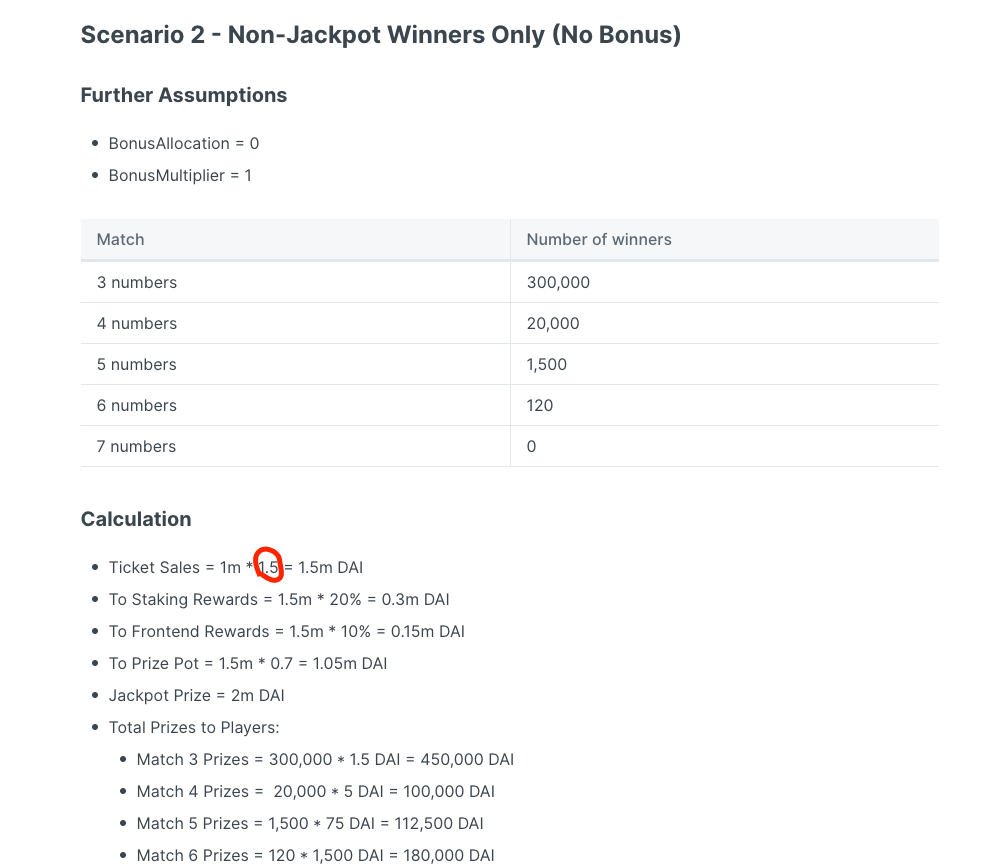 Scenario 2 - Non-Jackpot Winners Only (No Bonus)
Further Assumptions
• BonusAllocation = 0
• BonusMultiplier = 1
Match Number of winners
3 numbers 300,000
4 numbers 20,000
5 numbers 1,500
6 numbers 120
7 numbers 0
Calculation
• Ticket Sales = 1m * 1.5 = 1.5m DAI
• To Staking Rewards = 1.5m * 20% = 0.3m DAI
• To Frontend Rewards = 1.5m * 10% = 0.15m DAI
• To Prize Pot = 1.5m * 0.7 = 1.05m DAI
• Jackpot Prize = 2m DAI
• Total Prizes to Players:
• Match 3 Prizes = 300,000 * 1.5 DAI = 450,000 DAI
• Match 4 Prizes =  20,000 * 5 DAI = 100,000 DAI
• Match 5 Prizes = 1,500 * 75 DAI = 112,500 DAI
• Match 6 Prizes = 120 * 1,500 DAI = 180,000 DAI